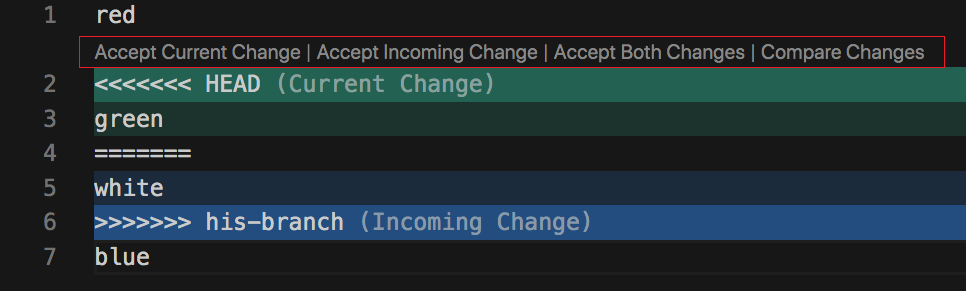 1 red
Accept Current Change | Accept Incoming Change | Accept Both Changes | Compare Changes
2 <<<<<<< HEAD (Current Change)
3 green
4 =======
5 white
6 >>>>>>> his-branch (Incoming Change)
7 blue